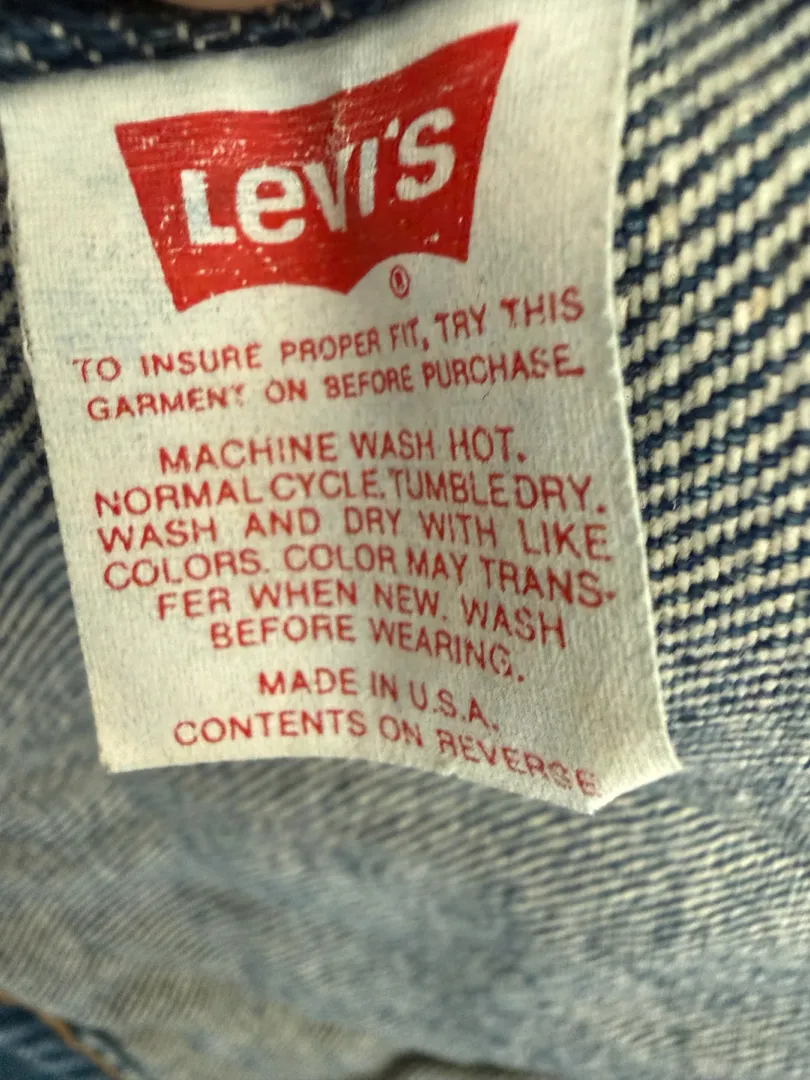 Levi's
®
TO INSURE PROPER FIT, TRY THIS
GARMENT ON BEFORE PURCHASE.
MACHINE WASH HOT.
NORMAL CYCLE. TUMBLE DRY.
WASH AND DRY WITH LIKE
COLORS. COLOR MAY TRANS-
FER WHEN NEW. WASH
BEFORE WEARING.
MADE IN U.S.A.
CONTENTS ON REVERSE